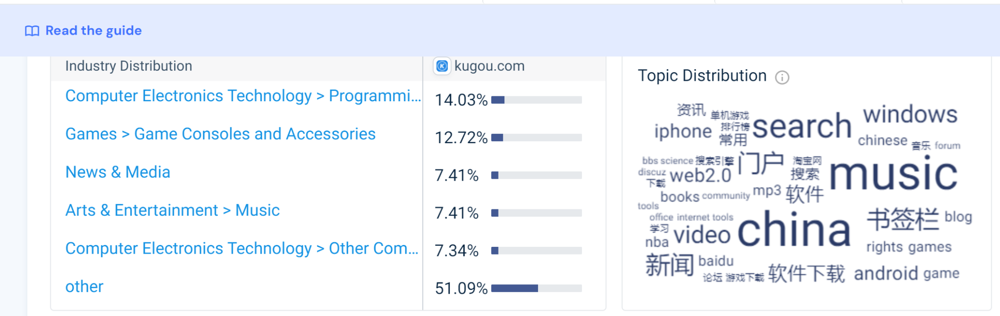 Read the guide
Industry Distribution
kugou.com
Computer Electronics Technology > Programmi...
14.03%
Games > Game Consoles and Accessories
12.72%
News & Media
7.41%
Arts & Entertainment > Music
7.41%
Computer Electronics Technology > Other Com...
7.34%
other
51.09%
Topic Distribution
资讯 单机游戏 search windows
iphone 排行榜
常用 chinese 音乐 forum
bbs science 搜索引擎 门户 淘宝网
discuz web2.0 搜索 music
下载
books community mp3 软件
tools
office internet tools 书签栏 blog
学习 video china
nba rights games
新闻 baidu
论坛 游戏下载 软件下载 android game